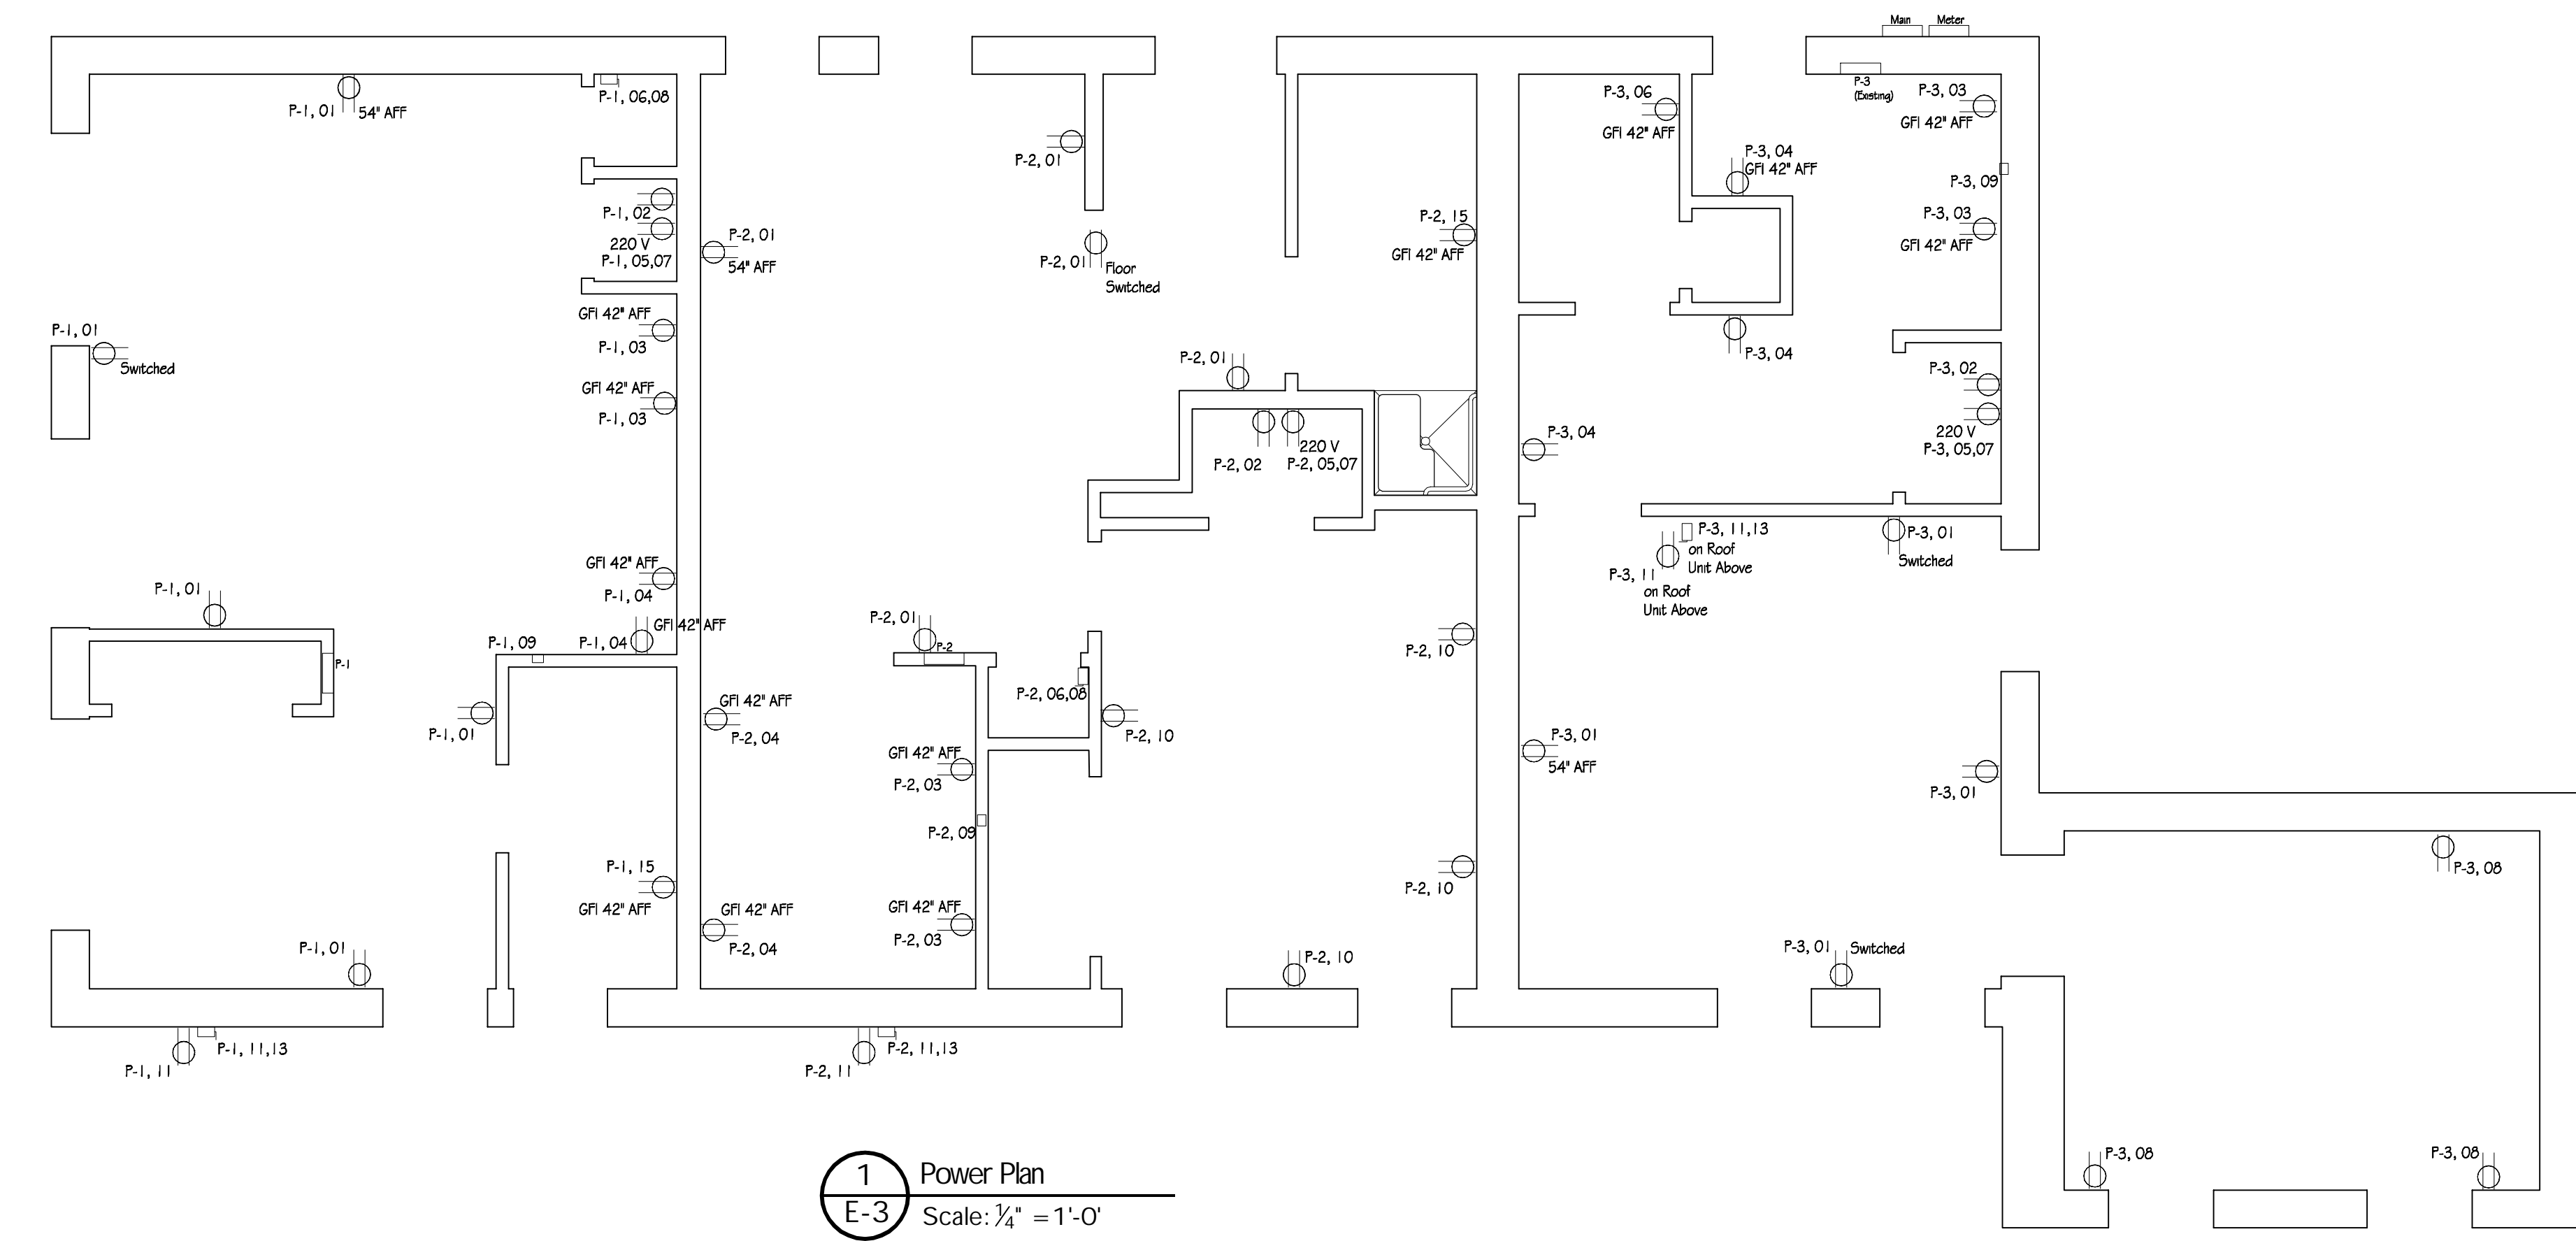 Main
Meter
P-3
(Existing)
P-1, 01
54" AFF
P-1, 06,08
P-2, 01
P-3, 06
GFI 42" AFF
P-3, 03
GFI 42" AFF
P-3, 04
GFI 42" AFF
P-3, 09
P-1, 02
220 V
P-1, 05,07
P-2, 01
54" AFF
P-2, 01
Floor
Switched
P-2, 15
GFI 42" AFF
P-3, 03
GFI 42" AFF
P-1, 01
Switched
GFI 42" AFF
P-1, 03
GFI 42" AFF
P-1, 03
P-2, 01
P-3, 04
P-3, 02
220 V
P-3, 05,07
P-2, 02
220 V
P-2, 05,07
P-3, 04
P-3, 11,13
on Roof
Unit Above
P-3, 11
on Roof
Unit Above
P-3, 01
Switched
GFI 42" AFF
P-1, 04
P-1, 01
GFI 42" AFF
P-1, 09
P-1, 04
P-1
P-2, 01
P-2
P-2, 10
P-2, 06,08
P-1, 01
GFI 42" AFF
P-2, 04
P-2, 10
GFI 42" AFF
P-2, 03
P-3, 01
54" AFF
P-3, 01
P-2, 09
P-1, 15
GFI 42" AFF
P-2, 10
P-3, 08
GFI 42" AFF
P-2, 04
GFI 42" AFF
P-2, 03
P-1, 01
P-2, 10
P-3, 01
Switched
P-1, 11,13
P-1, 11
P-2, 11,13
P-2, 11
P-3, 08
P-3, 08
1
Power Plan
E-3
Scale: ¼" = 1'-0'